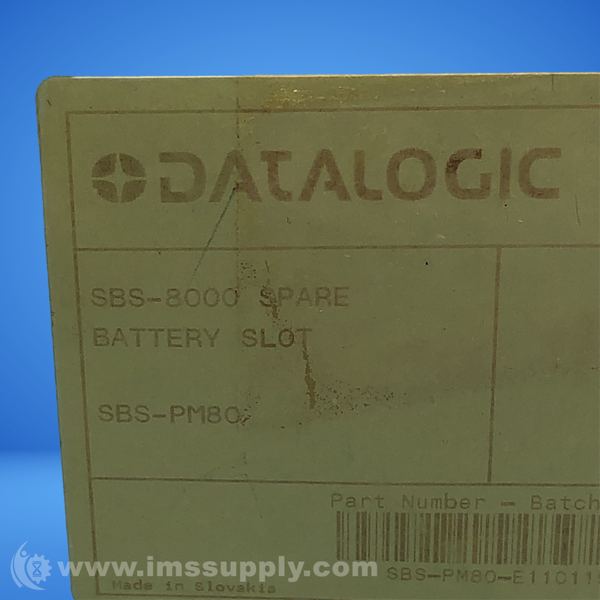 DATALOGIC
SBS-8000 SPARE
BATTERY SLOT
SBS-PM80
Part Number - Batch
SBS-PM80-E11011
www.imssupply.com
Made in Slovakia